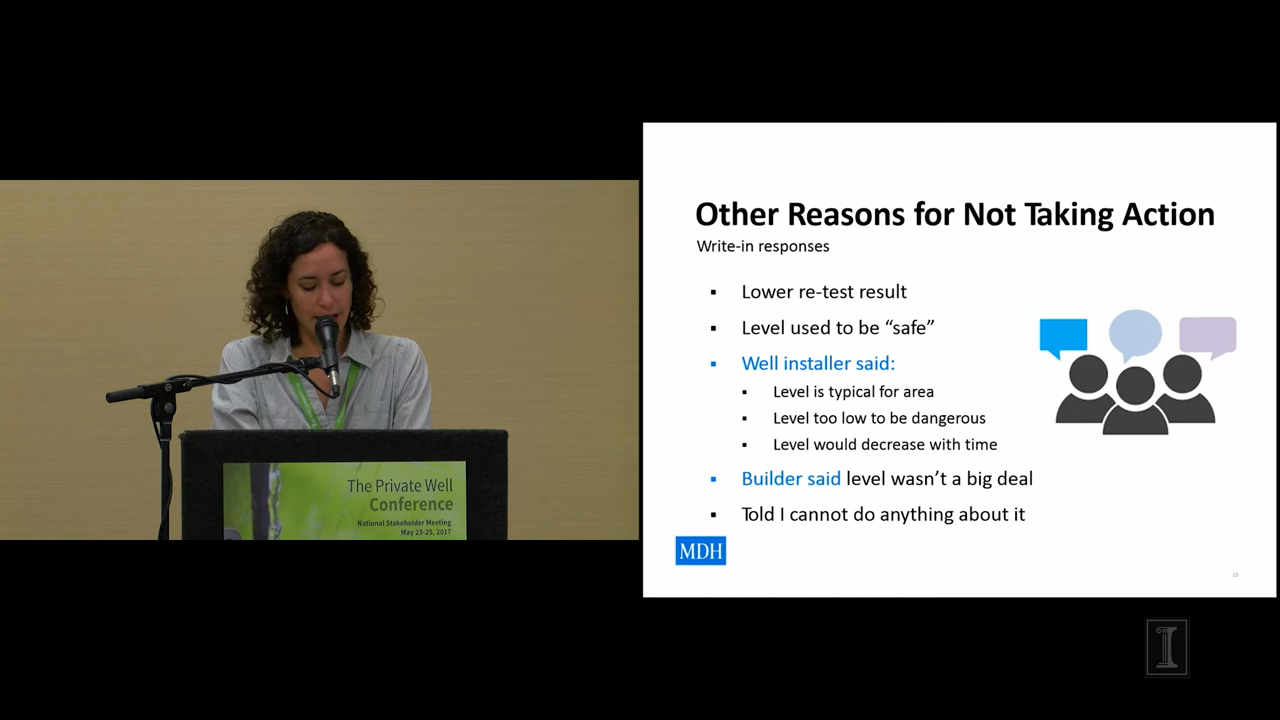 The Private Well
Conference
National Stakeholder Meeting
May 23-25, 2017
Other Reasons for Not Taking Action
Write-in responses
▪ Lower re-test result
▪ Level used to be “safe”
▪ Well installer said:
▪ Level is typical for area
▪ Level too low to be dangerous
▪ Level would decrease with time
▪ Builder said level wasn’t a big deal
▪ Told I cannot do anything about it
MDH
I